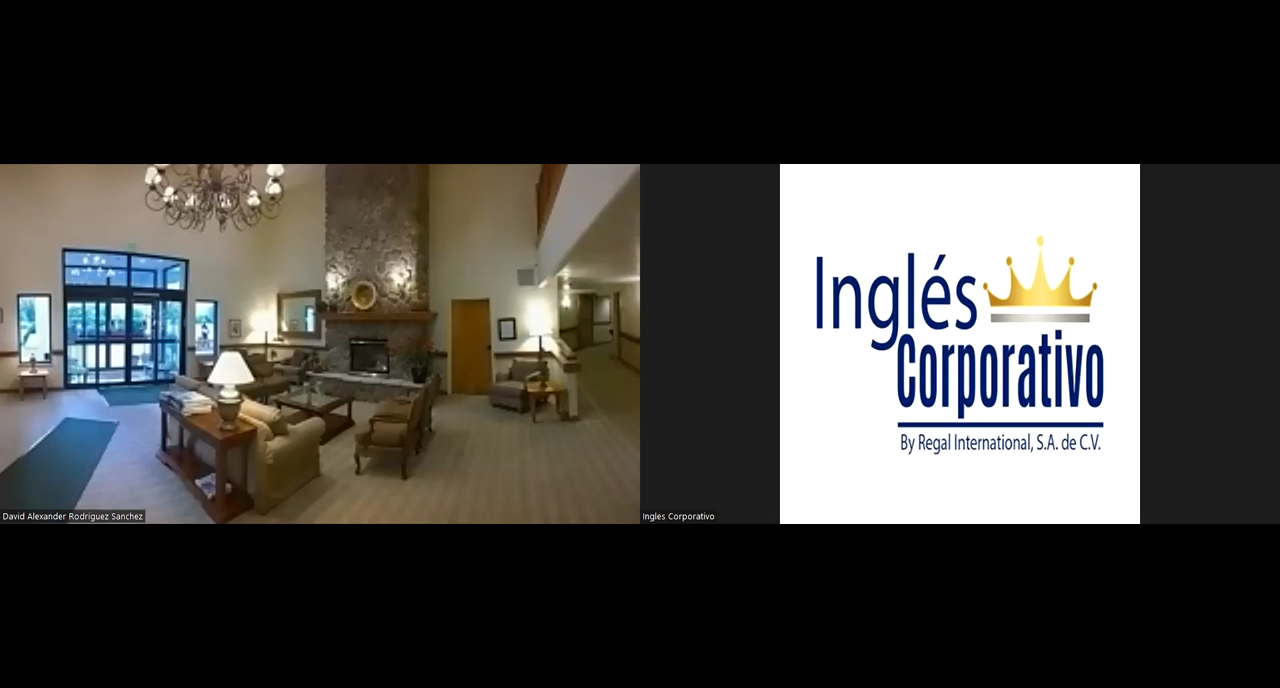 Inglés
Corporativo
By Regal International, S.A. de C.V.
David Alexander Rodriguez Sanchez
Ingles Corporativo